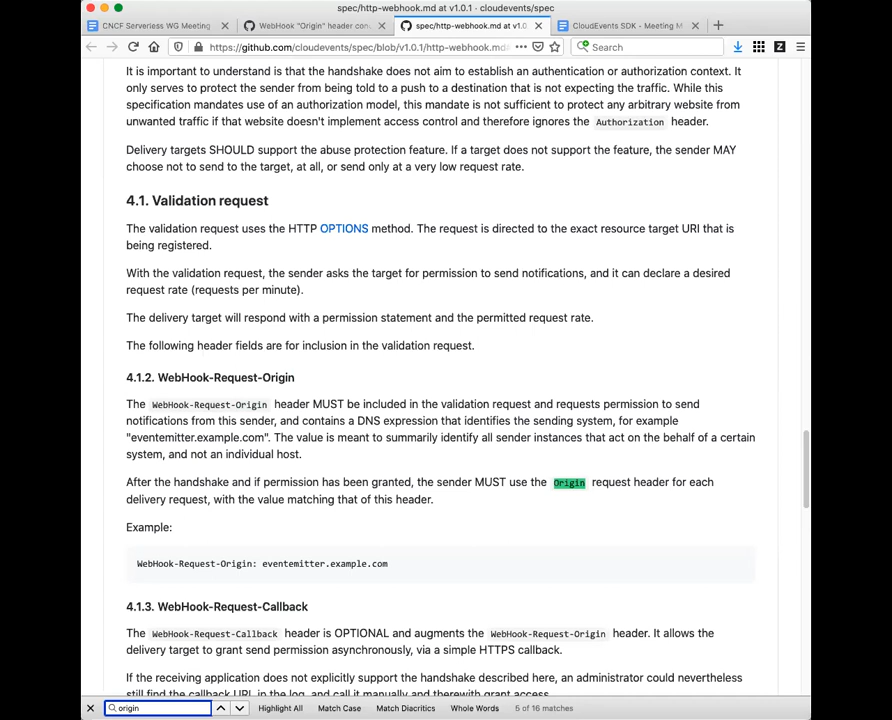 spec/http-webhook.md at v1.0.1 · cloudevents/spec
CNCF Serverless WG Meeting
WebHook "Origin" header con
spec/http-webhook.md at v1.0
CloudEvents SDK - Meeting M
https://github.com/cloudevents/spec/blob/v1.0.1/http-webhook.md
Search
It is important to understand is that the handshake does not aim to establish an authentication or authorization context. It
only serves to protect the sender from being told to a push to a destination that is not expecting the traffic. While this
specification mandates use of an authorization model, this mandate is not sufficient to protect any arbitrary website from
unwanted traffic if that website doesn't implement access control and therefore ignores the Authorization header.
Delivery targets SHOULD support the abuse protection feature. If a target does not support the feature, the sender MAY
choose not to send to the target, at all, or send only at a very low request rate.
4.1. Validation request
The validation request uses the HTTP OPTIONS method. The request is directed to the exact resource target URI that is
being registered.
With the validation request, the sender asks the target for permission to send notifications, and it can declare a desired
request rate (requests per minute).
The delivery target will respond with a permission statement and the permitted request rate.
The following header fields are for inclusion in the validation request.
4.1.2. WebHook-Request-Origin
The WebHook-Request-Origin header MUST be included in the validation request and requests permission to send
notifications from this sender, and contains a DNS expression that identifies the sending system, for example
"eventemitter.example.com". The value is meant to summarily identify all sender instances that act on the behalf of a certain
system, and not an individual host.
After the handshake and if permission has been granted, the sender MUST use the Origin request header for each
delivery request, with the value matching that of this header.
Example:
WebHook-Request-Origin: eventemitter.example.com
4.1.3. WebHook-Request-Callback
The WebHook-Request-Callback header is OPTIONAL and augments the WebHook-Request-Origin header. It allows the
delivery target to grant send permission asynchronously, via a simple HTTPS callback.
If the receiving application does not explicitly support the handshake described here, an administrator could nevertheless
still find the callback URL in the log, and call it manually and therewith grant access.
origin
Highlight All
Match Case
Match Diacritics
Whole Words
5 of 16 matches